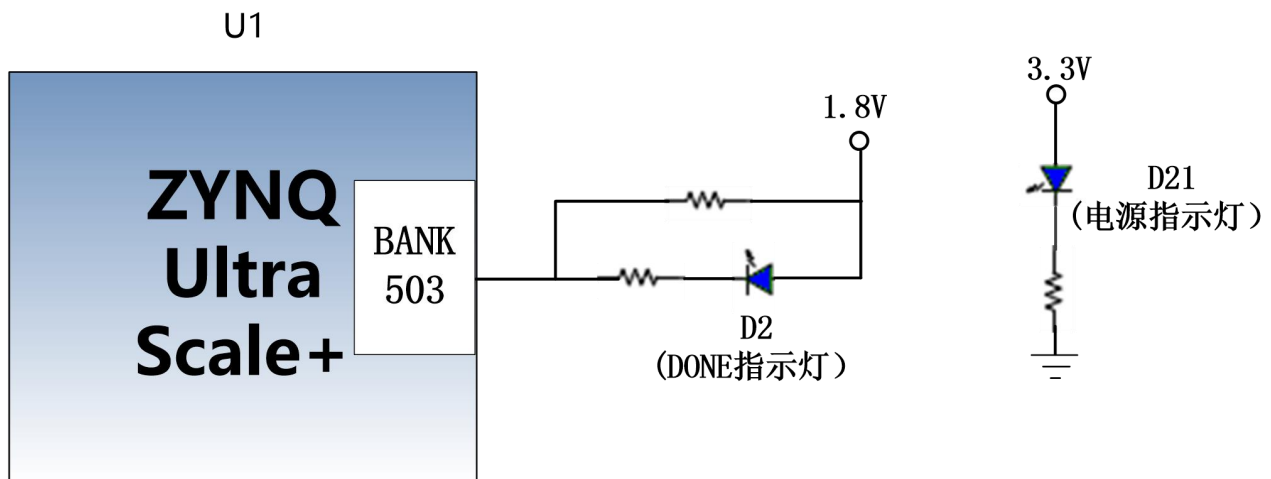 U1
ZYNQ
Ultra
Scale+
BANK
503
1.8V
D2
(DONE指示灯）
3.3V
D21
(电源指示灯）